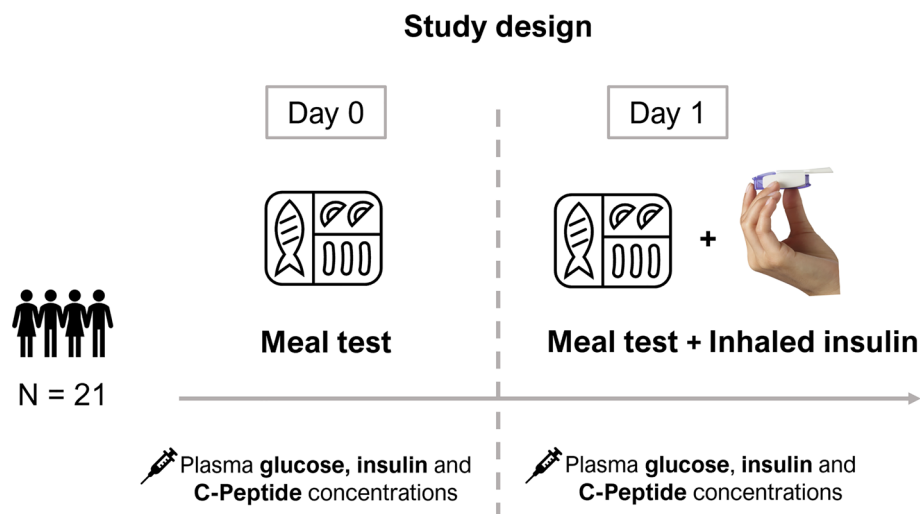 Study design
Day 0
Day 1
+
Meal test
Meal test + Inhaled insulin
N = 21
Plasma glucose, insulin and
C-Peptide concentrations
Plasma glucose, insulin and
C-Peptide concentrations